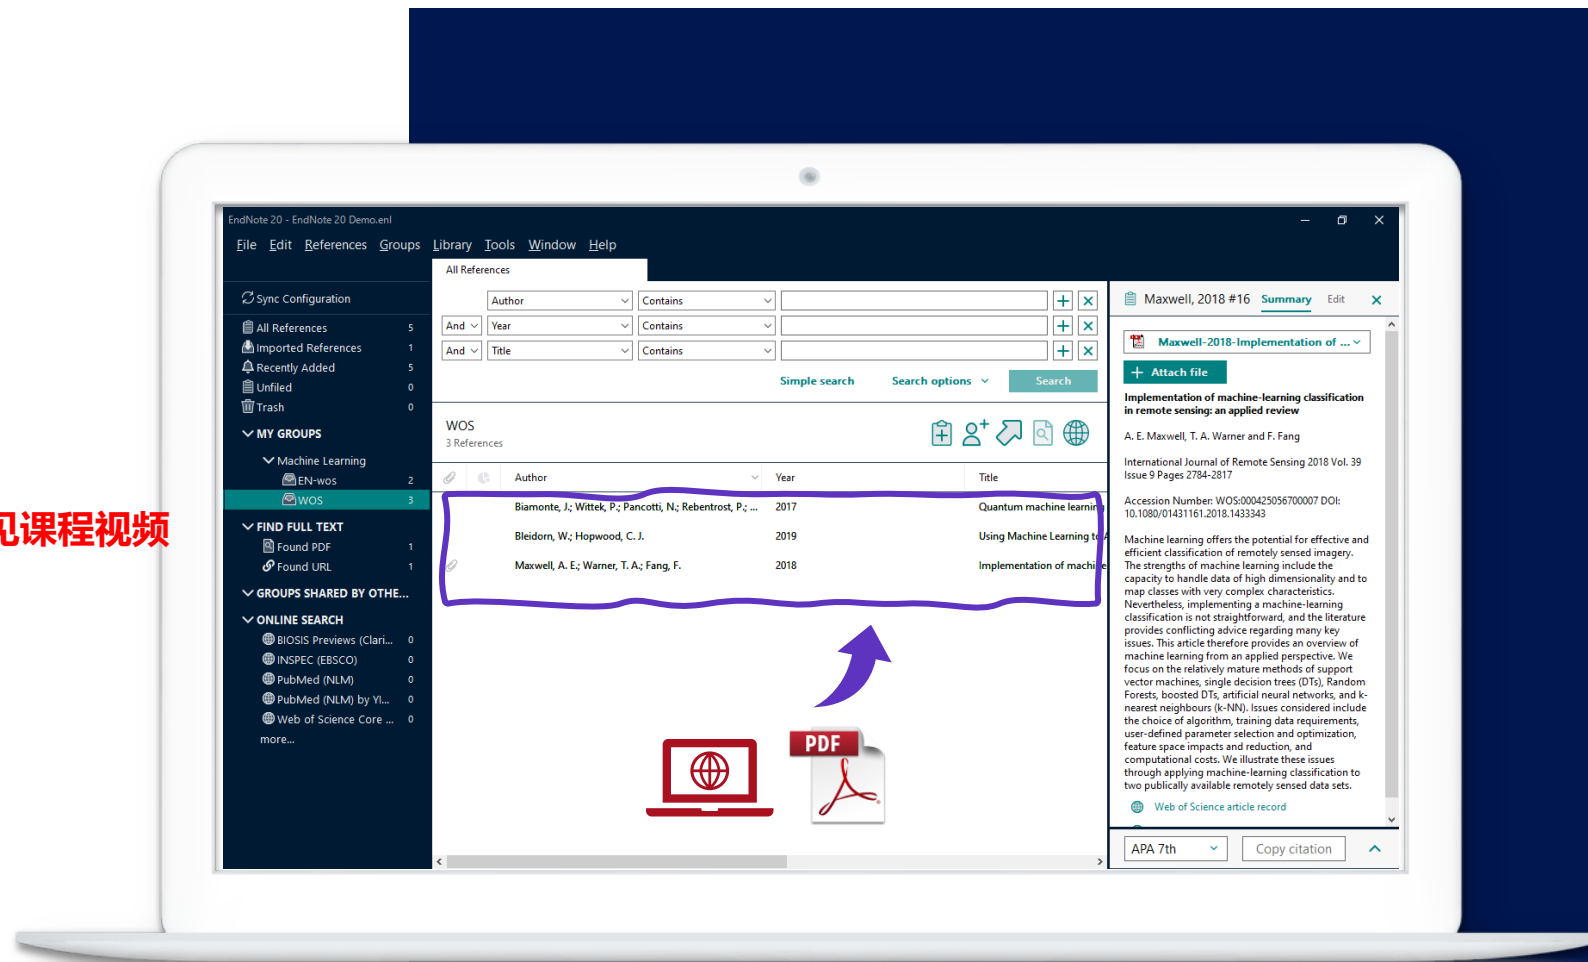 EndNote 20 - EndNote 20 Demo.enl
File Edit References Groups Library Tools Window Help
All References
Sync Configuration
All References 5
Imported References 1
Recently Added 5
Unfiled 0
Trash 0
MY GROUPS
Machine Learning
EN-wos 2
WOS 3
FIND FULL TEXT
Found PDF 1
Found URL 1
GROUPS SHARED BY OTHE...
ONLINE SEARCH
BIOSIS Previews (Clari... 0
INSPEC (EBSCO) 0
PubMed (NLM) 0
PubMed (NLM) by YI... 0
Web of Science Core ... 0
more...
课程视频
Author Contains
And Year Contains
And Title Contains
Simple search Search options Search
WOS
3 References
Author Year Title
Biamonte, J.; Wittek, P.; Pancotti, N.; Rebentrost, P.; ... 2017 Quantum machine learning
Bleidorn, W.; Hopwood, C. J. 2019 Using Machine Learning to A
Maxwell, A. E.; Warner, T. A.; Fang, F. 2018 Implementation of machine
PDF
Maxwell, 2018 #16 Summary Edit
Maxwell-2018-Implementation of ...
+ Attach file
Implementation of machine-learning classification
in remote sensing: an applied review
A. E. Maxwell, T. A. Warner and F. Fang
International Journal of Remote Sensing 2018 Vol. 39
Issue 9 Pages 2784-2817
Accession Number: WOS:000425056700007 DOI:
10.1080/01431161.2018.1433343
Machine learning offers the potential for effective and
efficient classification of remotely sensed imagery.
The strengths of machine learning include the
capacity to handle data of high dimensionality and to
map classes with very complex characteristics.
Nevertheless, implementing a machine-learning
classification is not straightforward, and the literature
provides conflicting advice regarding many key
issues. This article therefore provides an overview of
machine learning from an applied perspective. We
focus on the relatively mature methods of support
vector machines, single decision trees (DTs), Random
Forests, boosted DTs, artificial neural networks, and k-
nearest neighbours (k-NN). Issues considered include
the choice of algorithm, training data requirements,
user-defined parameter selection and optimization,
feature space impacts and reduction, and
computational costs. We illustrate these issues
through applying machine-learning classification to
two publically available remotely sensed data sets.
Web of Science article record
APA 7th Copy citation